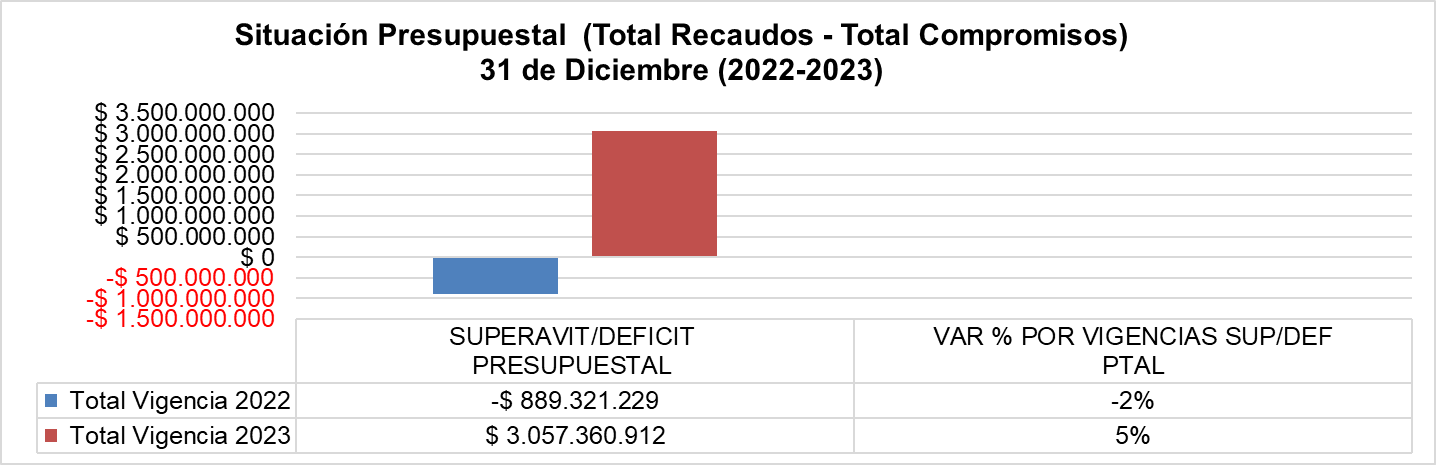 Situación Presupuestal  (Total Recaudos - Total Compromisos)
31 de Diciembre (2022-2023)
$ 3.500.000.000
$ 3.000.000.000
$ 2.500.000.000
$ 2.000.000.000
$ 1.500.000.000
$ 1.000.000.000
$ 500.000.000
$ 0
-$ 500.000.000
-$ 1.000.000.000
-$ 1.500.000.000
SUPERAVIT/DEFICIT
PRESUPUESTAL
VAR % POR VIGENCIAS SUP/DEF
PTAL
Total Vigencia 2022 -$ 889.321.229 -2%
Total Vigencia 2023 $ 3.057.360.912 5%